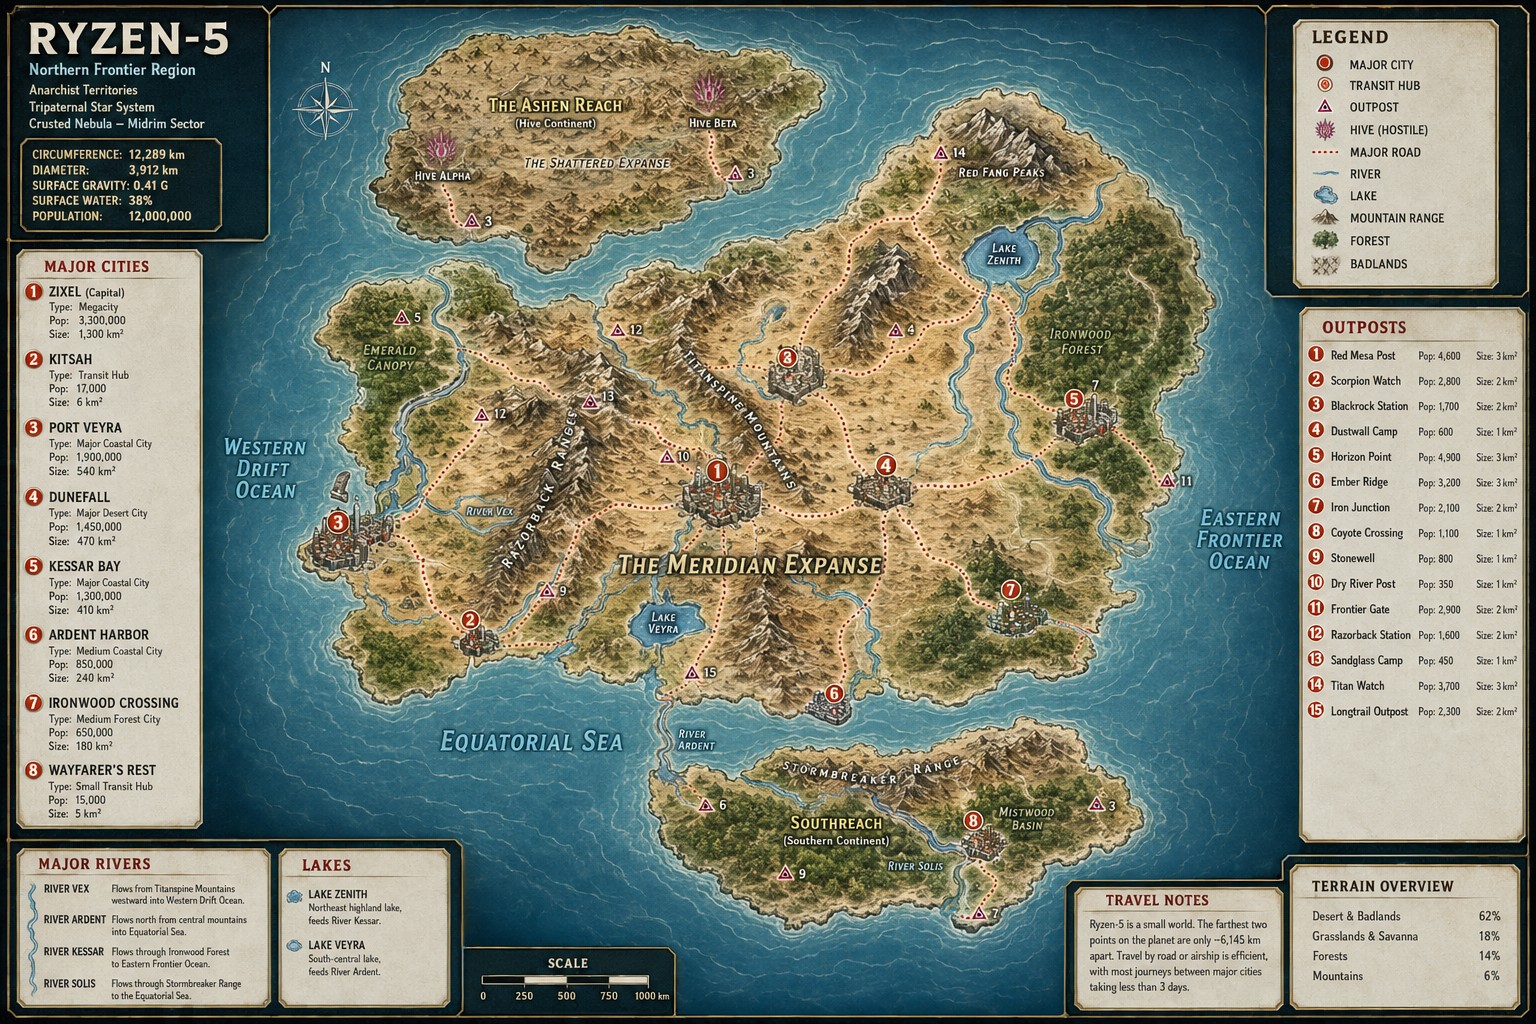 RYZEN-5
Northern Frontier Region
Anarchist Territories
Tripaternal Star System
Crusted Nebula – Midrim Sector
CIRCUMFERENCE: 12,289 km
DIAMETER: 3,912 km
SURFACE GRAVITY: 0.41 G
SURFACE WATER: 38%
POPULATION: 12,000,000
MAJOR CITIES
1 ZIXEL (Capital)
Type: Megacity
Pop: 3,300,000
Size: 1,300 km²
2 KITSAH
Type: Transit Hub
Pop: 17,000
Size: 6 km²
3 PORT VEYRA
Type: Major Coastal City
Pop: 1,900,000
Size: 540 km²
4 DUNEFALL
Type: Major Desert City
Pop: 1,450,000
Size: 470 km²
5 KESSAR BAY
Type: Major Coastal City
Pop: 1,300,000
Size: 410 km²
6 ARDENT HARBOR
Type: Medium Coastal City
Pop: 850,000
Size: 240 km²
7 IRONWOOD CROSSING
Type: Medium Forest City
Pop: 650,000
Size: 180 km²
8 WAYFARER'S REST
Type: Small Transit Hub
Pop: 15,000
Size: 5 km²
MAJOR RIVERS
RIVER VEX Flows from Titanspine Mountains
westward into Western Drift Ocean.
RIVER ARDENT Flows north from central mountains
into Equatorial Sea.
RIVER KESSAR Flows through Ironwood Forest
to Eastern Frontier Ocean.
RIVER SOLIS Flows through Stormbreaker Range
to the Equatorial Sea.
LAKES
LAKE ZENITH
Northeast highland lake,
feeds River Kessar.
LAKE VEYRA
South-central lake,
feeds River Ardent.
SCALE
0 250 500 750 1000 km
N
THE ASHEN REACH
(Hive Continent)
HIVE BETA
THE SHATTERED EXPANSE
HIVE ALPHA
3
3
14
RED FANG PEAKS
LAKE
ZENITH
5
12
4
EMERALD
CANOPY
IRONWOOD
FOREST
TITANSPINE MOUNTAINS
13
12
7
5
RAZORBACK RANGES
10
1
4
11
WESTERN
DRIFT
OCEAN
3
RIVER VEX
EASTERN
FRONTIER
OCEAN
THE MERIDIAN EXPANSE
9
7
2
LAKE
VEYRA
15
6
EQUATORIAL SEA
RIVER
ARDENT
STORMBREAKER RANGE
6
SOUTHREACH
(Southern Continent)
8
MISTWOOD
BASIN
3
RIVER SOLIS
9
7
LEGEND
MAJOR CITY
TRANSIT HUB
OUTPOST
HIVE (HOSTILE)
MAJOR ROAD
RIVER
LAKE
MOUNTAIN RANGE
FOREST
BADLANDS
OUTPOSTS
1 Red Mesa Post Pop: 4,600 Size: 3 km²
2 Scorpion Watch Pop: 2,800 Size: 2 km²
3 Blackrock Station Pop: 1,700 Size: 2 km²
4 Dustwall Camp Pop: 600 Size: 1 km²
5 Horizon Point Pop: 4,900 Size: 3 km²
6 Ember Ridge Pop: 3,200 Size: 3 km²
7 Iron Junction Pop: 2,100 Size: 2 km²
8 Coyote Crossing Pop: 1,100 Size: 1 km²
9 Stonewell Pop: 800 Size: 1 km²
10 Dry River Post Pop: 350 Size: 1 km²
11 Frontier Gate Pop: 2,900 Size: 2 km²
12 Razorback Station Pop: 1,600 Size: 2 km²
13 Sandglass Camp Pop: 450 Size: 1 km²
14 Titan Watch Pop: 3,700 Size: 3 km²
15 Longtrail Outpost Pop: 2,300 Size: 2 km²
TRAVEL NOTES
Ryzen-5 is a small world. The farthest two
points on the planet are only ~6,145 km
apart. Travel by road or airship is efficient,
with most journeys between major cities
taking less than 3 days.
TERRAIN OVERVIEW
Desert & Badlands 62%
Grasslands & Savanna 18%
Forests 14%
Mountains 6%